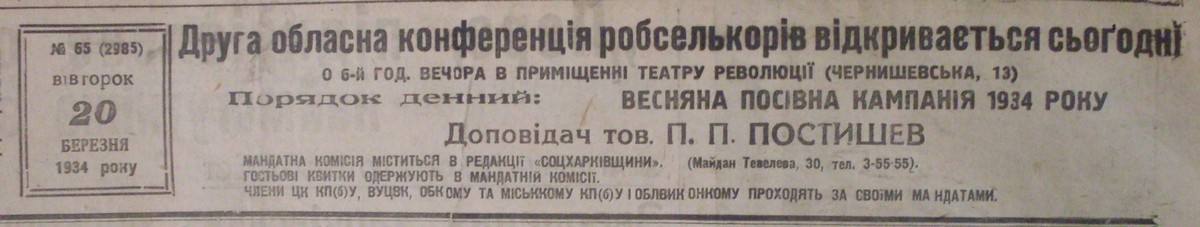 № 65 (2985)
ВІВТОРОК
20
БЕРЕЗНЯ
1934 року
Друга обласна конференція робселькорів відкривається сьоґодні
О 6-й ГОД. ВЕЧОРА В ПРИМІЩЕННІ ТЕАТРУ РЕВОЛЮЦІЇ (ЧЕРНИШЕВСЬКА, 13)
Порядок денний: ВЕСНЯНА ПОСІВНА КАМПАНІЯ 1934 РОКУ
Доповідач тов. П. П. ПОСТИШЕВ
МАНДАТНА КОМІСІЯ МІСТИТЬСЯ В РЕДАКЦІЇ «СОЦХАРКІВЩИНИ». (Майдан Тевелева, 30, тел. 3-55-55).
ГОСТЬОВІ КВИТКИ ОДЕРЖУЮТЬ В МАНДАТНІЙ КОМІСІЇ.
ЧЛЕНИ ЦК КП(б)У, ВУЦВК, ОБКОМУ ТА МІСЬККОМУ КП(б)У І ОБЛВИКОНКОМУ ПРОХОДЯТЬ ЗА СВОЇМИ МАНДАТАМИ.